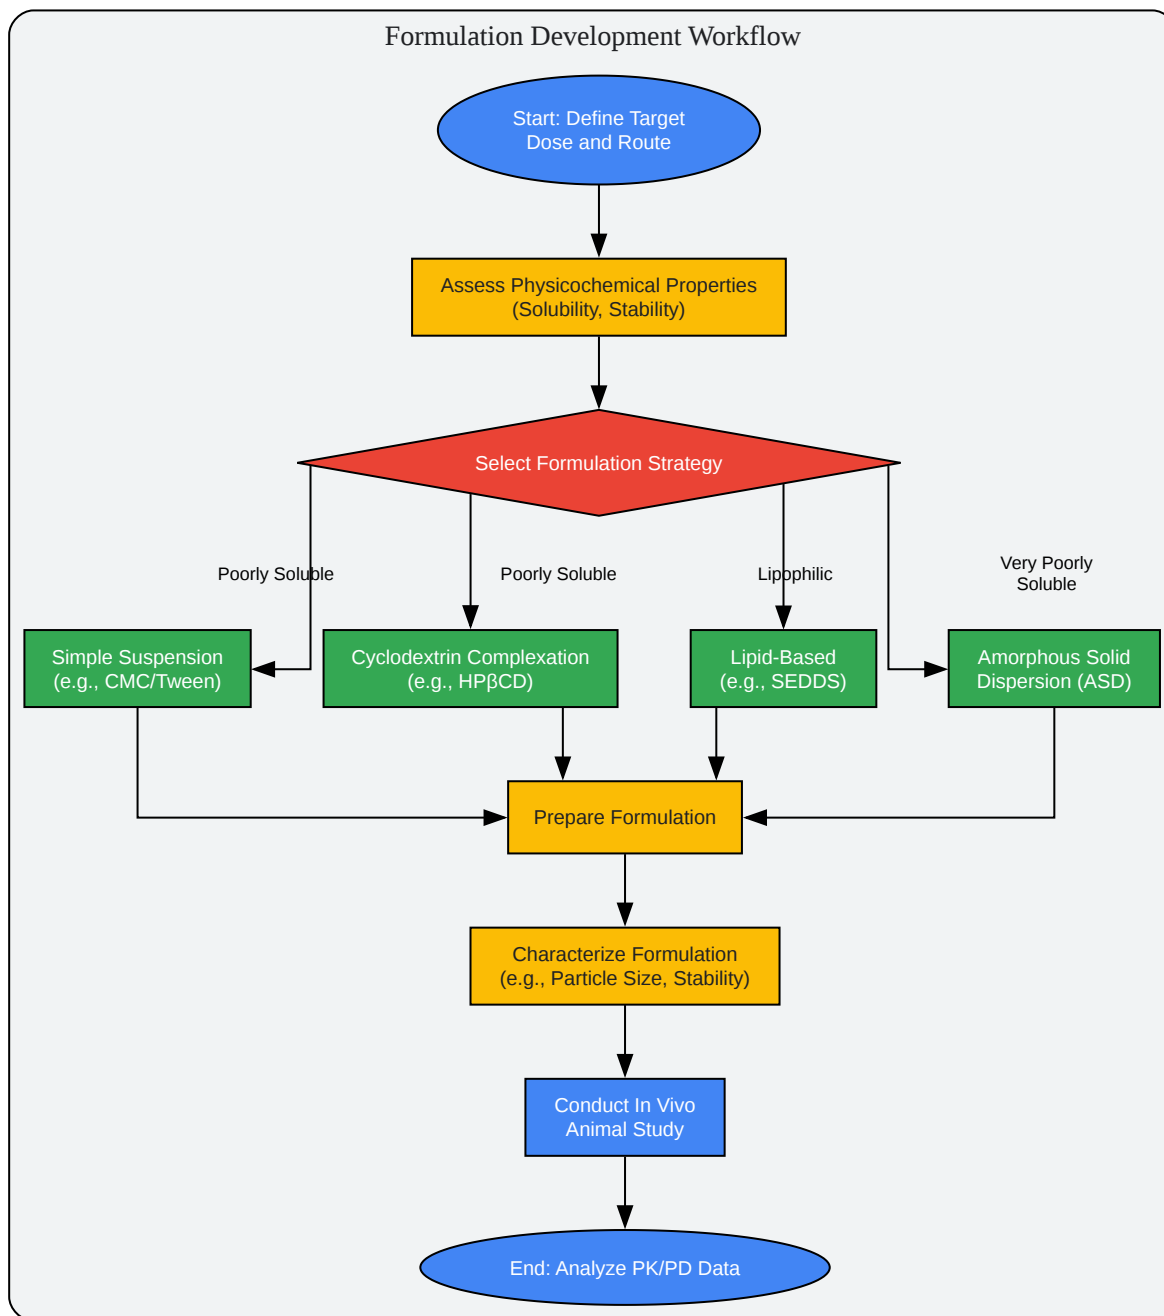 Formulation Development Workflow
Start: Define Target
Dose and Route
Assess Physicochemical Properties
(Solubility, Stability)
Select Formulation Strategy
Poorly Soluble
Poorly Soluble
Lipophilic
Very Poorly
Soluble
Simple Suspension
(e.g., CMC/Tween)
Cyclodextrin Complexation
(e.g., HPβCD)
Lipid-Based
(e.g., SEDDS)
Amorphous Solid
Dispersion (ASD)
Prepare Formulation
Characterize Formulation
(e.g., Particle Size, Stability)
Conduct In Vivo
Animal Study
End: Analyze PK/PD Data